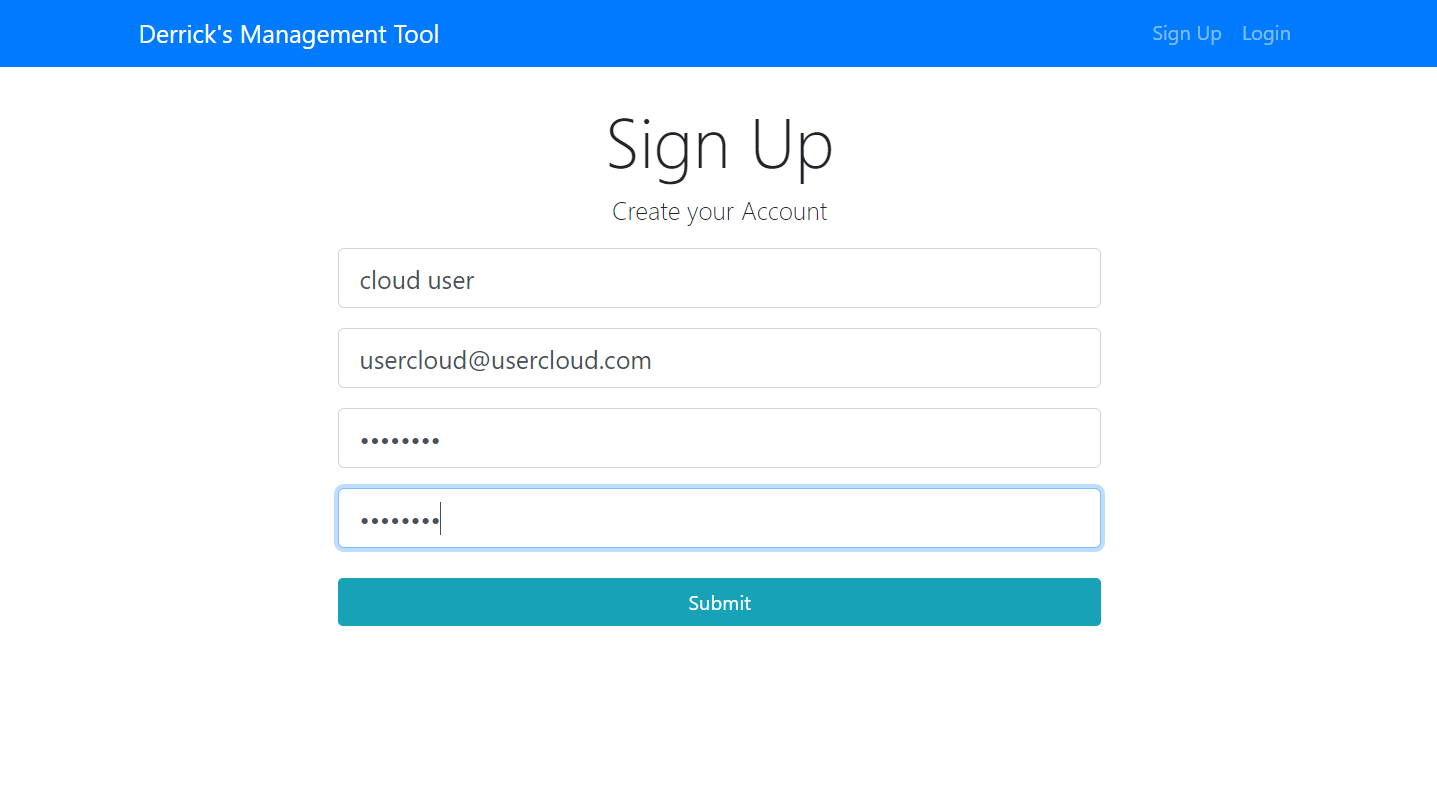 Derrick's Management Tool Sign Up Login
Sign Up
Create your Account
cloud user
usercloud@usercloud.com
••••••••
••••••••
Submit